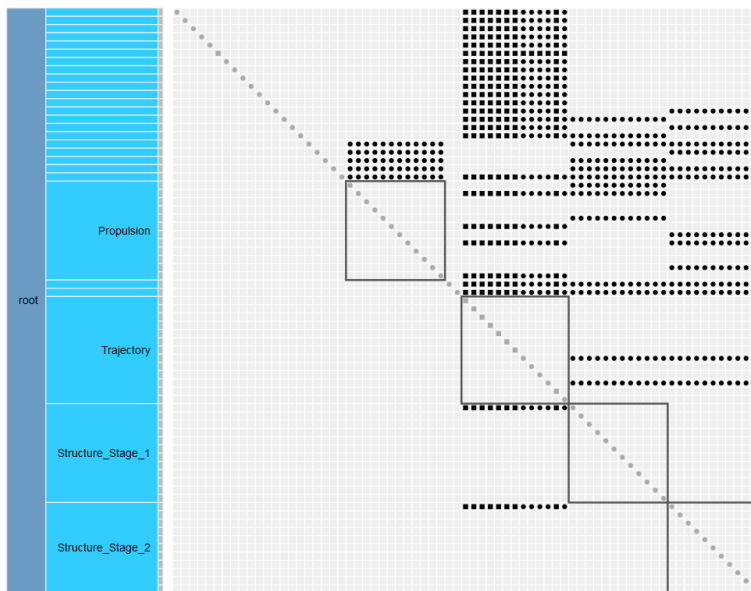 Propulsion
root
Trajectory
Structure_Stage_1
Structure_Stage_2